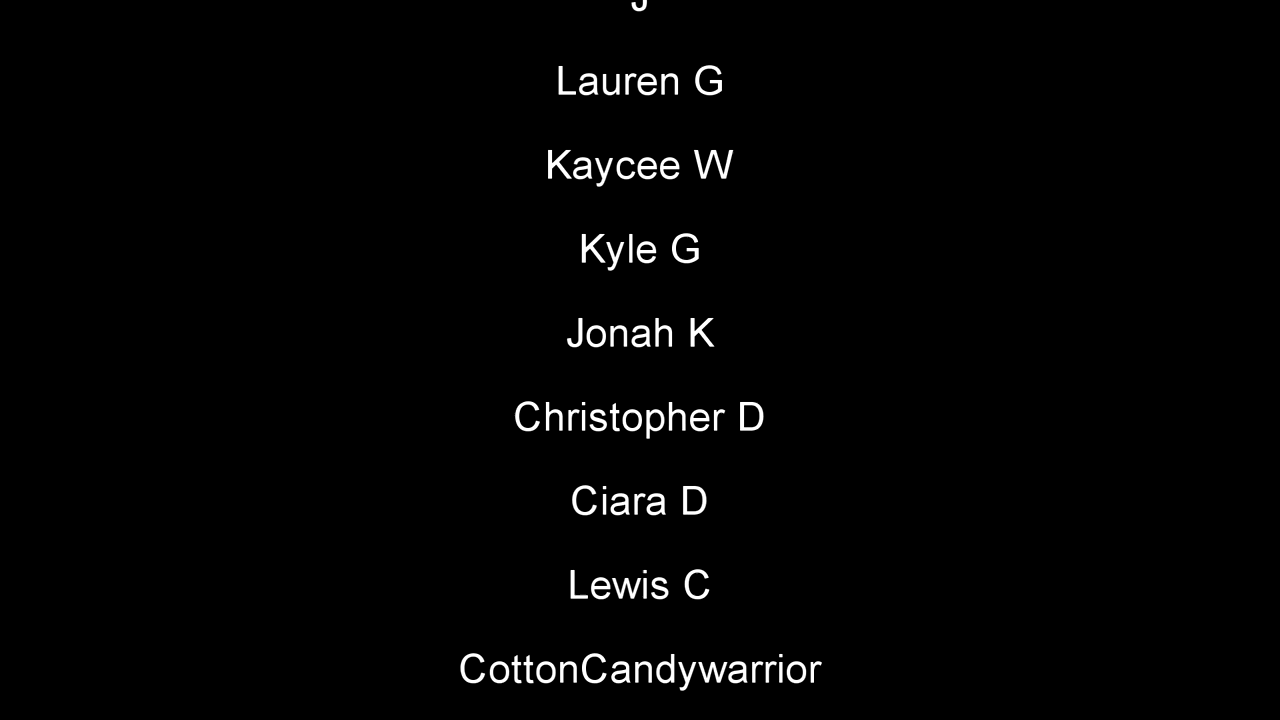 J
Lauren G
Kaycee W
Kyle G
Jonah K
Christopher D
Ciara D
Lewis C
CottonCandywarrior